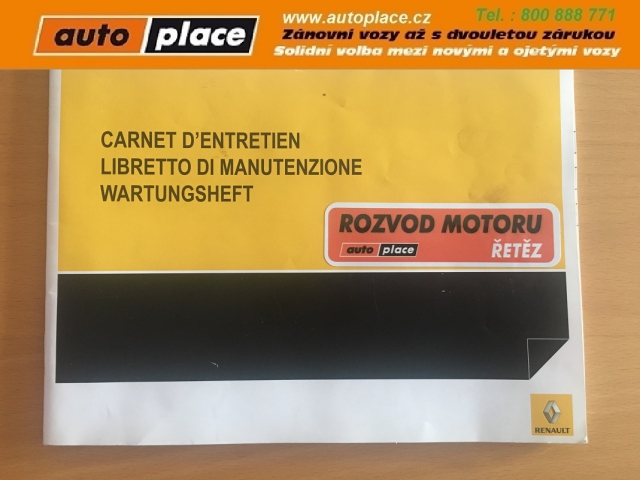 auto place
www.autoplace.cz
Tel. : 800 888 771
Zánovní vozy až s dvouletou zárukou
Solidní volba mezi novými a ojetými vozy
CARNET D'ENTRETIEN
LIBRETTO DI MANUTENZIONE
WARTUNGSHEFT
ROZVOD MOTORU
auto place ŘETĚZ
RENAULT